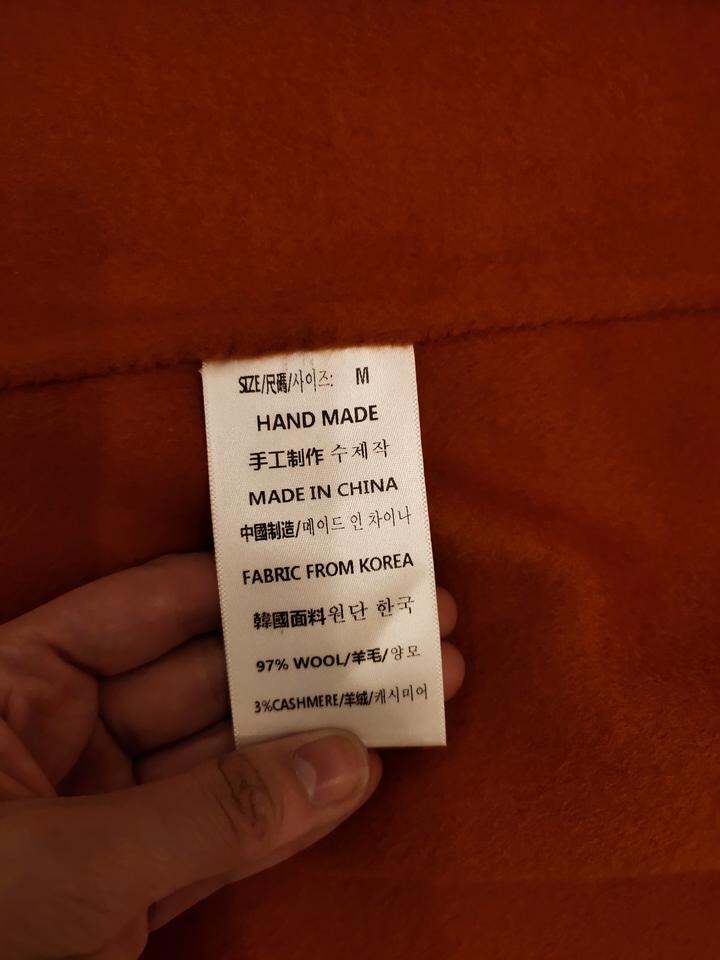 SIZE/尺碼/사이즈: M
HAND MADE
手工制作 수제작
MADE IN CHINA
中國制造/메이드 인 차이나
FABRIC FROM KOREA
韓國面料원단 한국
97% WOOL/羊毛/양모
3%CASHMERE/羊絨/캐시미어